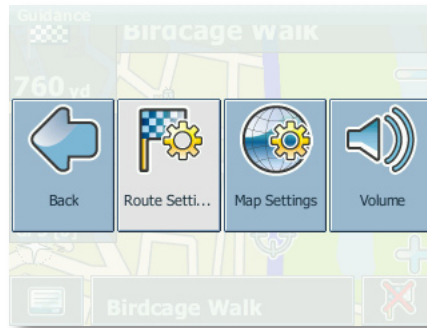 Guidance
Birdcage Walk
760 yd
Back
Route Setti...
Map Settings
Volume
Birdcage Walk